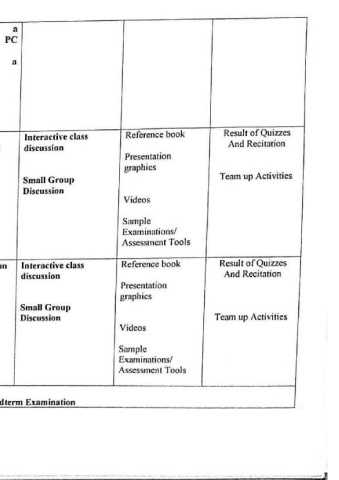 a
PC
a
Interactive class
discussion
Small Group
Discussion
Reference book
Presentation
graphics
Videos
Sample
Examinations/
Assessment Tools
Result of Quizzes
And Recitation
Team up Activities
on
Interactive class
discussion
Small Group
Discussion
Reference book
Presentation
graphics
Videos
Sample
Examinations/
Assessment Tools
Result of Quizzes
And Recitation
Team up Activities
dterm Examination